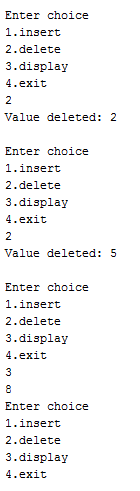 Enter choice
1.insert
2.delete
3.display
4.exit
2
Value deleted: 2
Enter choice
1.insert
2.delete
3.display
4.exit
2
Value deleted: 5
Enter choice
1.insert
2.delete
3.display
4.exit
3
8
Enter choice
1.insert
2.delete
3.display
4.exit